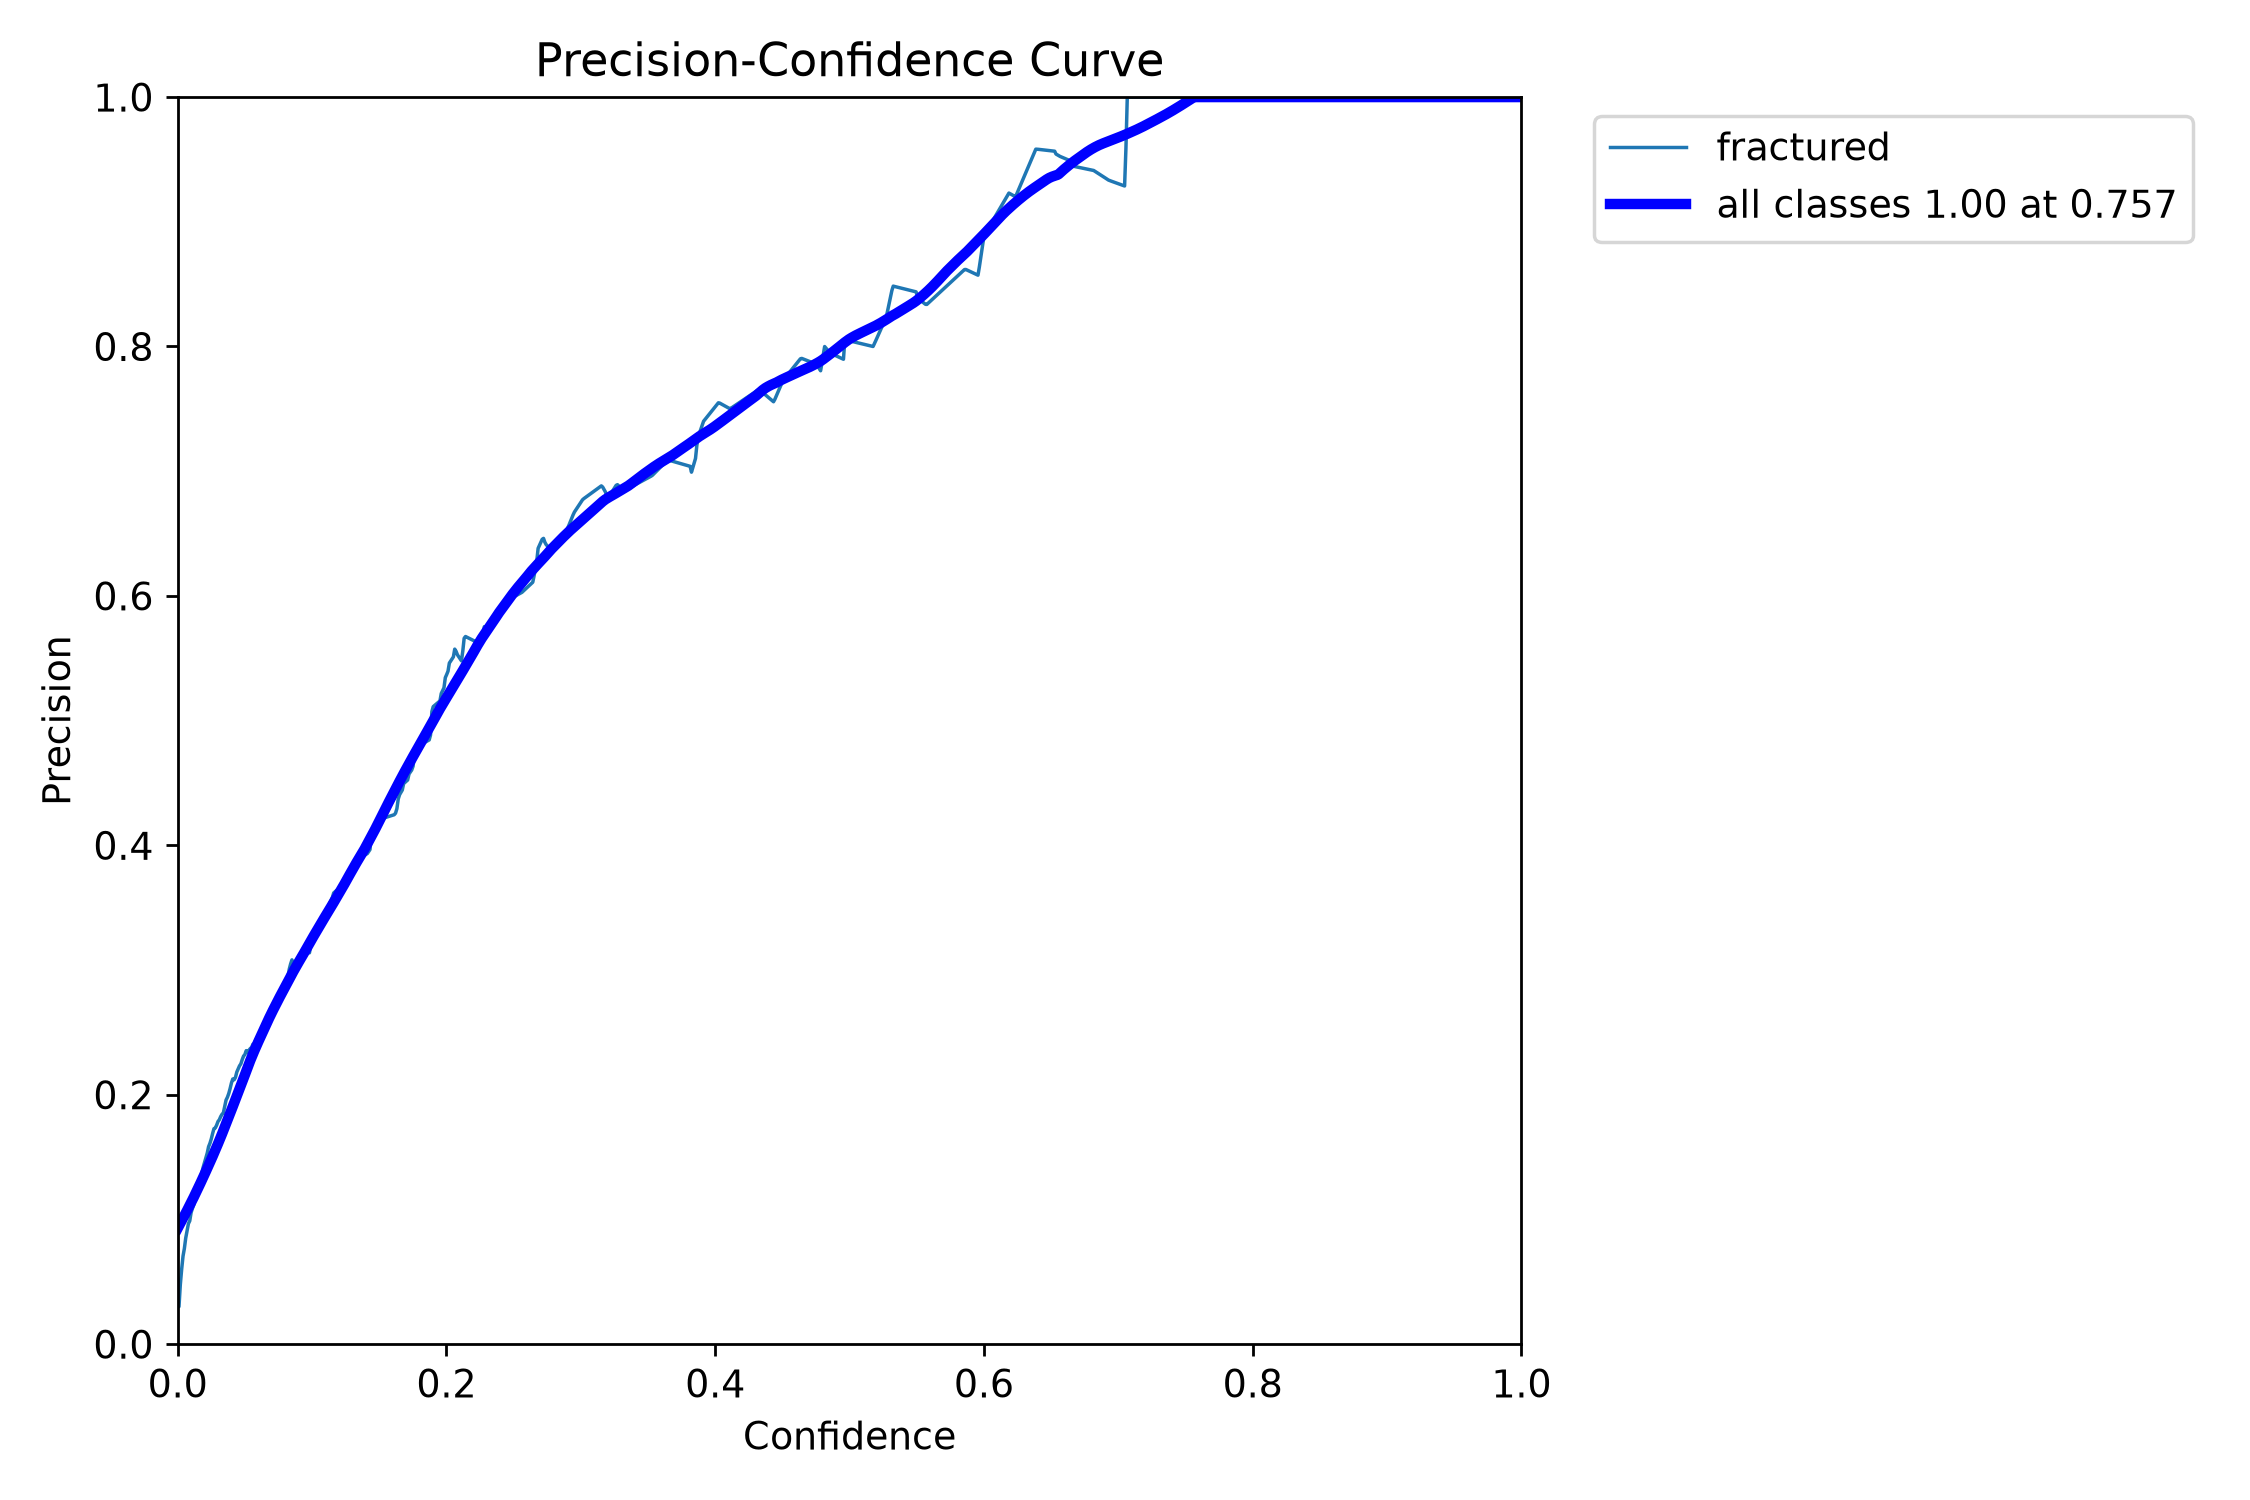 Precision-Confidence Curve
1.0
0.8
0.6
0.4
0.2
0.0
Precision
0.0 0.2 0.4 0.6 0.8 1.0
Confidence
fractured
all classes 1.00 at 0.757